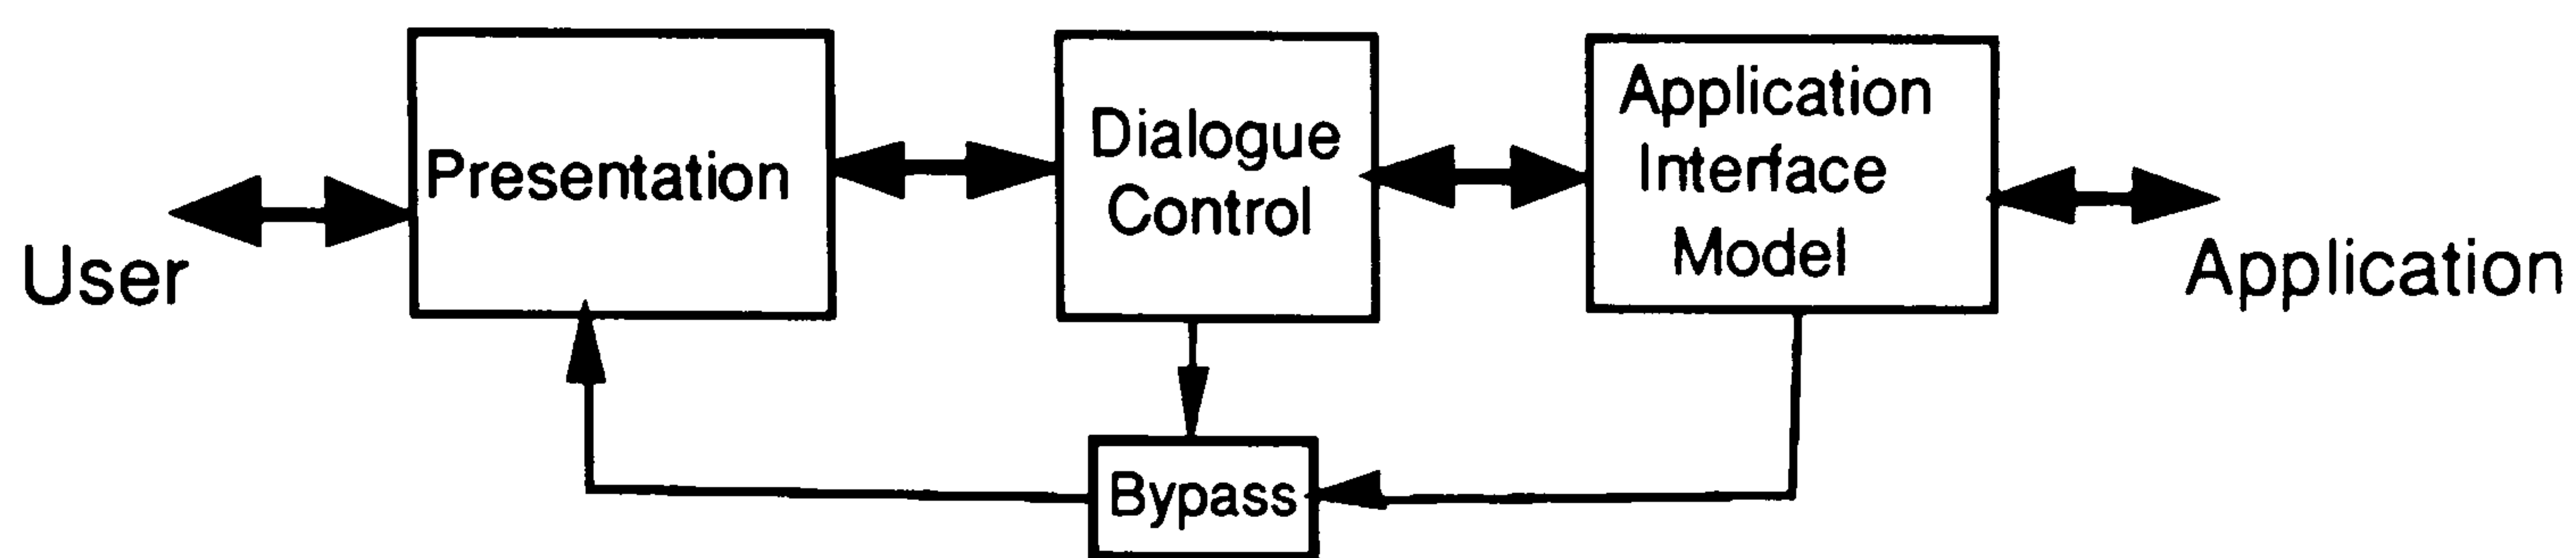 User
Presentation
Dialogue
Control
Application
Interface
Model
Application
Bypass